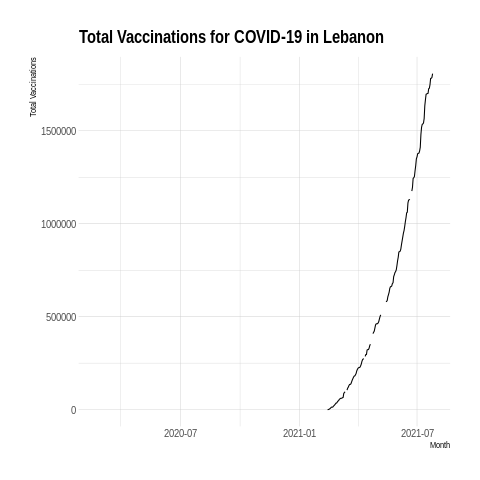 Total Vaccinations for COVID-19 in Lebanon
Total Vaccinations
1500000
1000000
500000
0
2020-07
2021-01
2021-07
Month